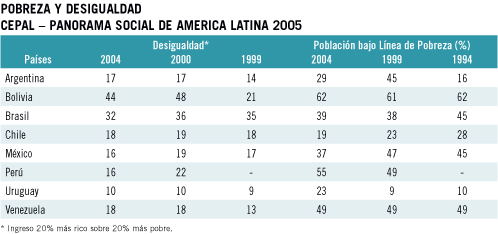 POBREZA Y DESIGUALDAD
CEPAL – PANORAMA SOCIAL DE AMERICA LATINA 2005
Desigualdad* Población bajo Línea de Pobreza (%)
Países 2004 2000 1999 2004 1999 1994
Argentina 17 17 14 29 45 16
Bolivia 44 48 21 62 61 62
Brasil 32 36 35 39 38 45
Chile 18 19 18 19 23 28
México 16 19 17 37 47 45
Perú 16 22 - 55 49 -
Uruguay 10 10 9 23 9 10
Venezuela 18 18 13 49 49 49
* Ingreso 20% más rico sobre 20% más pobre.